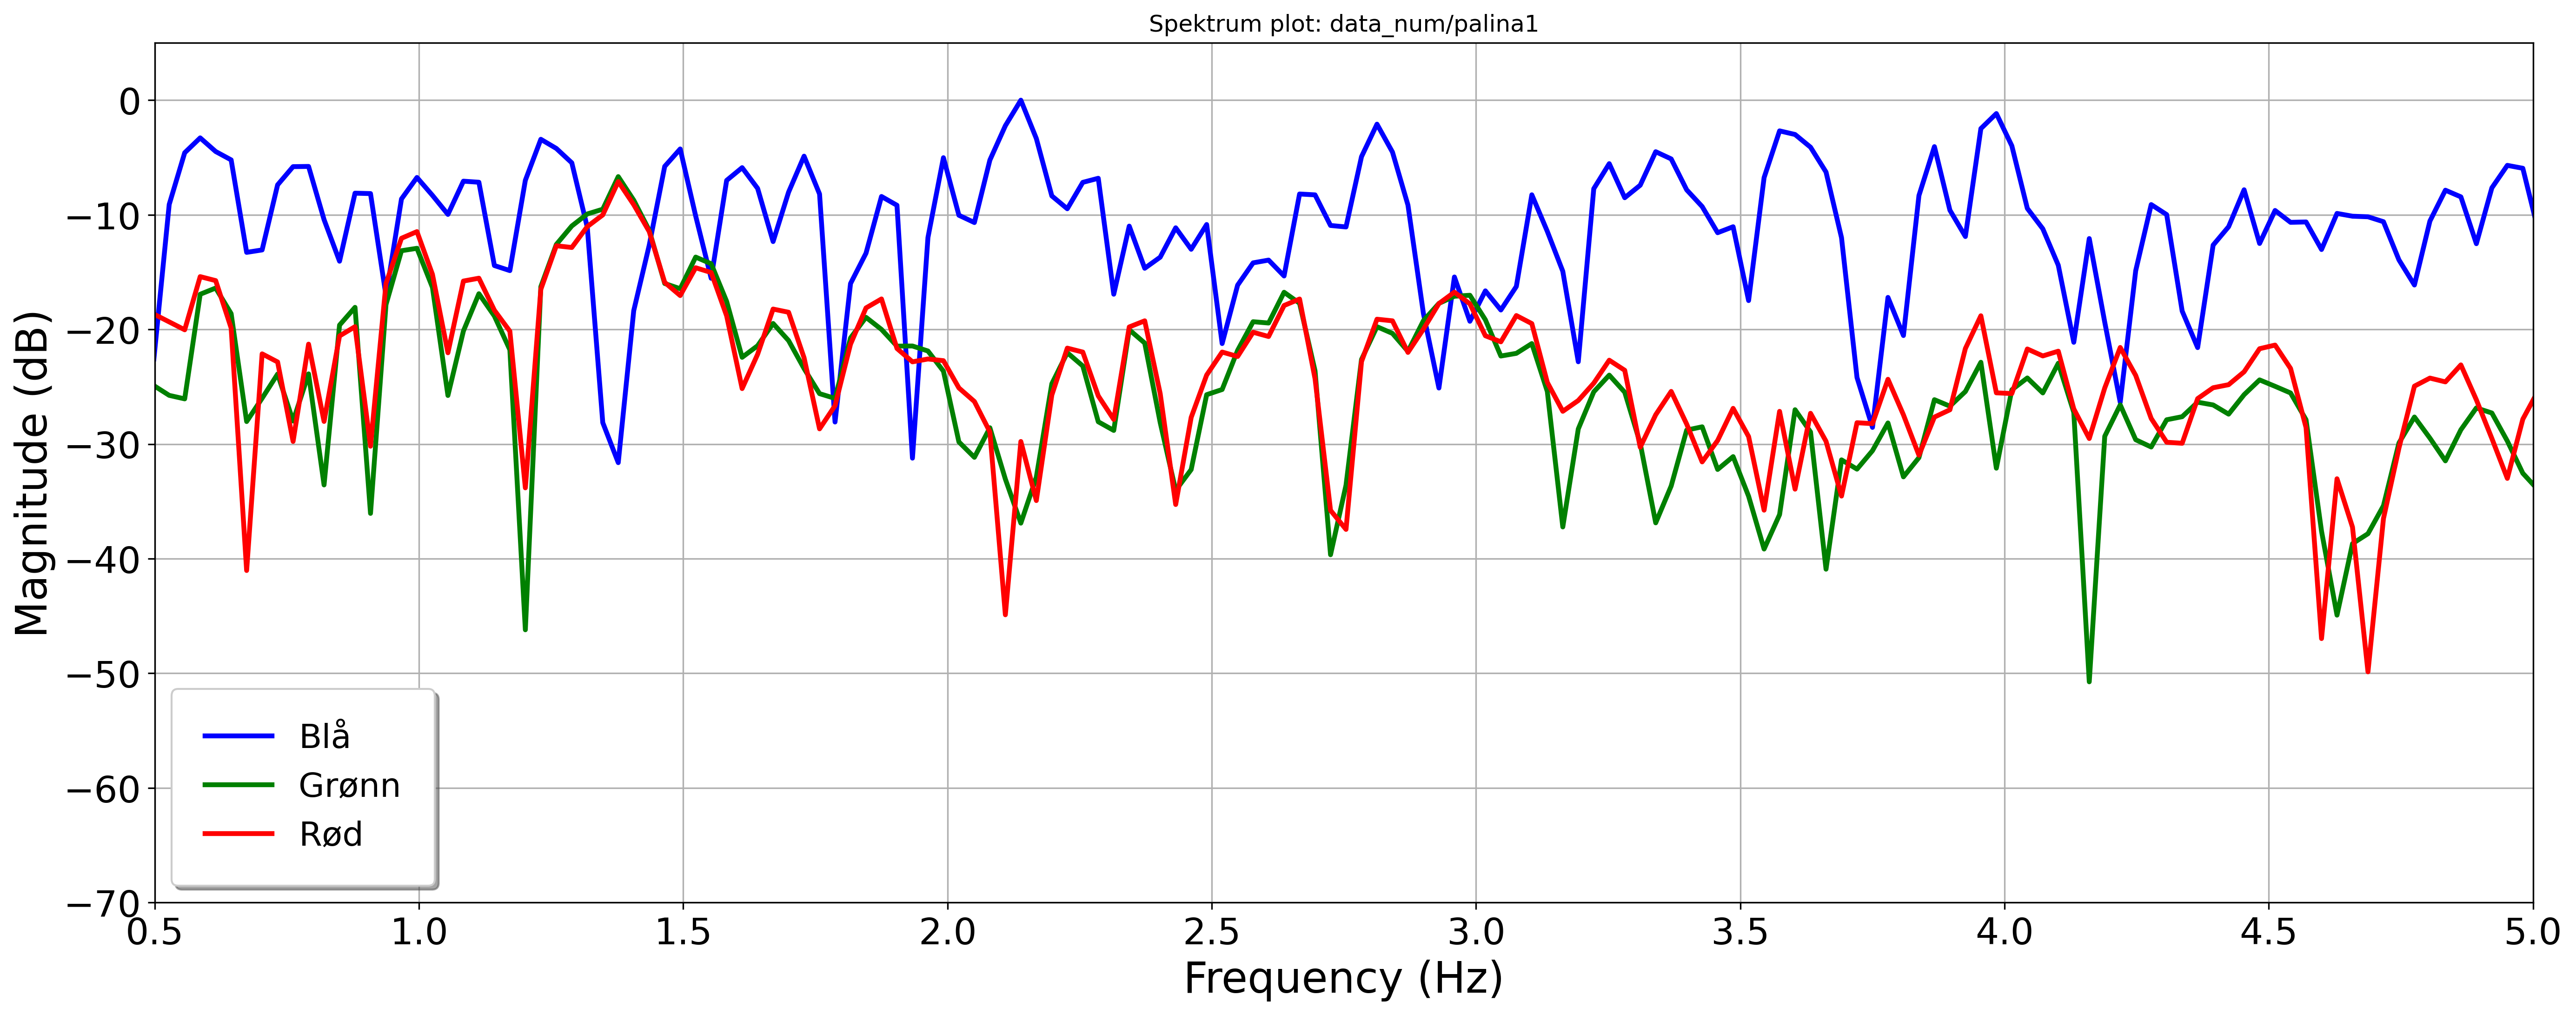 Spektrum plot: data_num/palina1
Magnitude (dB)
0
−10
−20
−30
−40
−50
−60
−70
Blå
Grønn
Rød
0.5 1.0 1.5 2.0 2.5 3.0 3.5 4.0 4.5 5.0
Frequency (Hz)